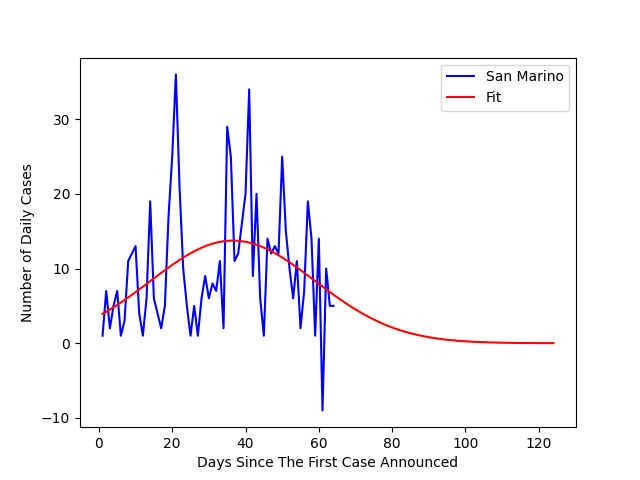 San Marino
Fit
Number of Daily Cases
30
20
10
0
−10
0 20 40 60 80 100 120
Days Since The First Case Announced